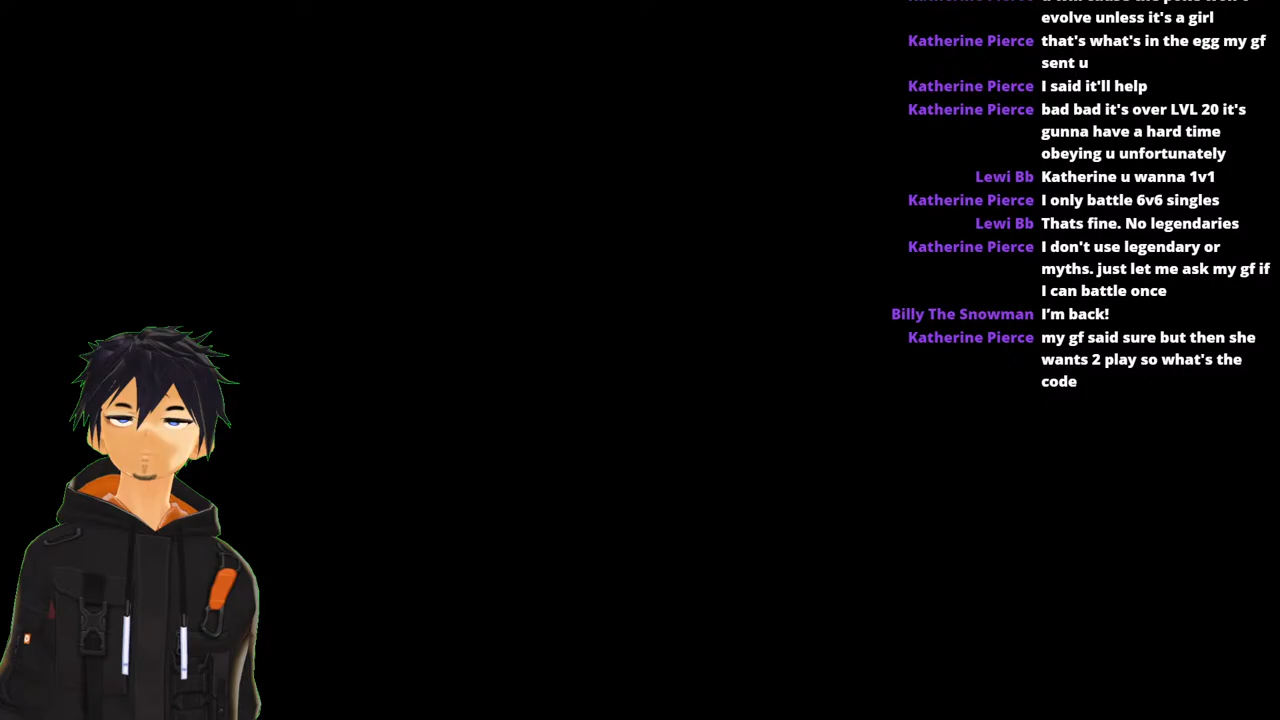 evolve unless it's a girl
Katherine Pierce that's what's in the egg my gf
sent u
Katherine Pierce I said it'll help
Katherine Pierce bad bad it's over LVL 20 it's
gunna have a hard time
obeying u unfortunately
Lewi Bb Katherine u wanna 1v1
Katherine Pierce I only battle 6v6 singles
Lewi Bb Thats fine. No legendaries
Katherine Pierce I don't use legendary or
myths. just let me ask my gf if
I can battle once
Billy The Snowman I’m back!
Katherine Pierce my gf said sure but then she
wants 2 play so what's the
code